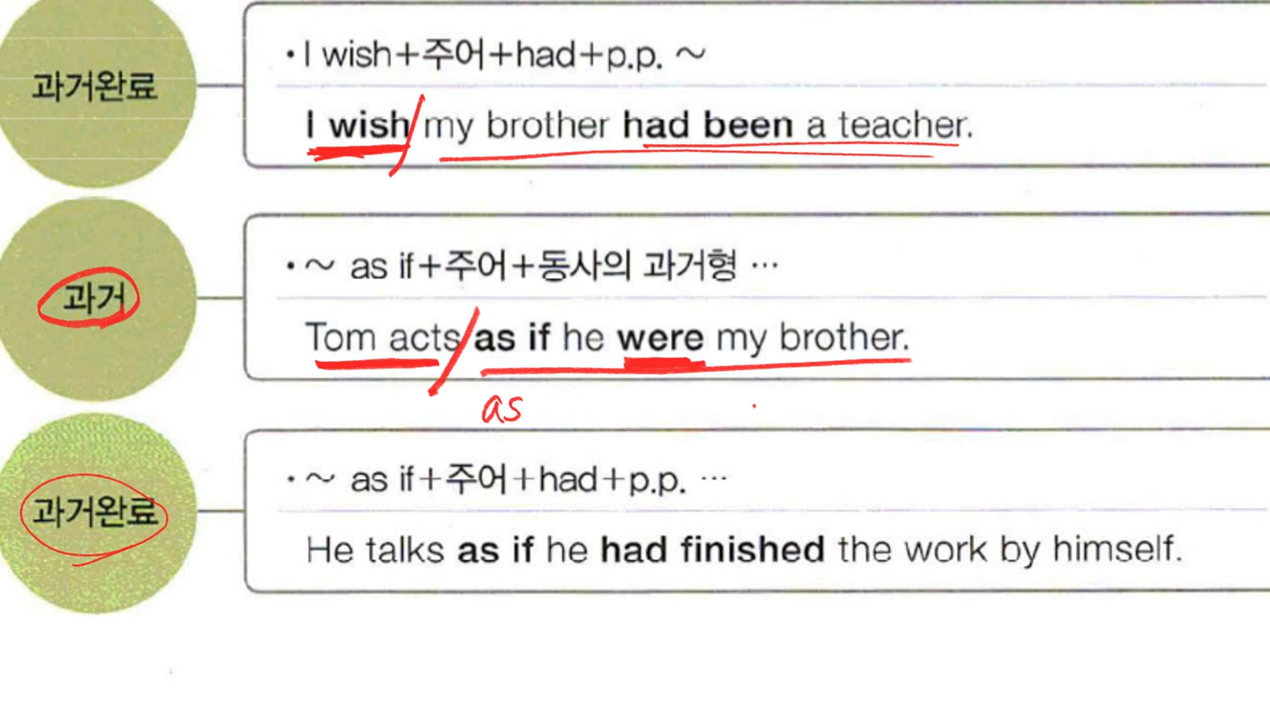 과거완료
• I wish+주어+had+p.p. ~
I wish my brother had been a teacher.
과거
• ~ as if+주어+동사의 과거형 …
Tom acts as if he were my brother.
as
과거완료
• ~ as if+주어+had+p.p. …
He talks as if he had finished the work by himself.